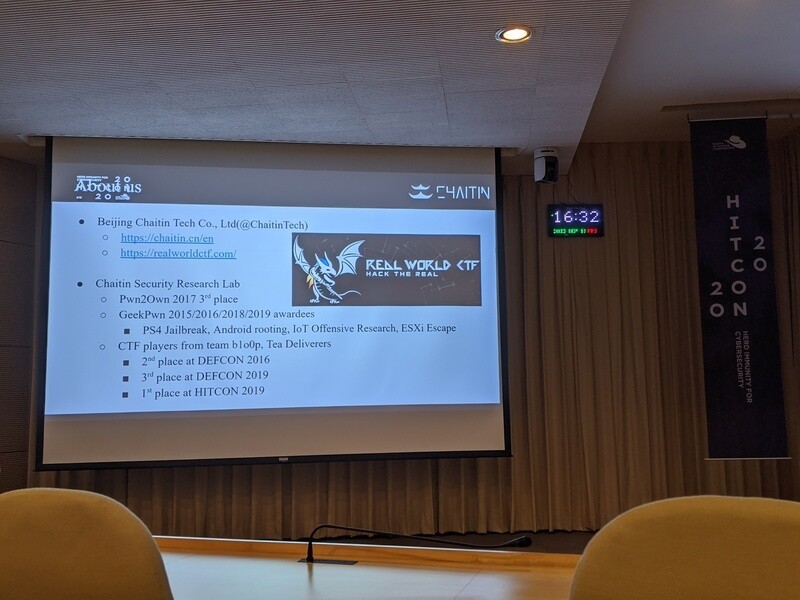 About us
CHAITIN
● Beijing Chaitin Tech Co., Ltd(@ChaitinTech)
○ https://chaitin.cn/en
○ https://realworldctf.com/
REAL WORLD CTF
HACK THE REAL
● Chaitin Security Research Lab
○ Pwn2Own 2017 3rd place
○ GeekPwn 2015/2016/2018/2019 awardees
■ PS4 Jailbreak, Android rooting, IoT Offensive Research, ESXi Escape
○ CTF players from team b1o0p, Tea Deliverers
■ 2nd place at DEFCON 2016
■ 3rd place at DEFCON 2019
■ 1st place at HITCON 2019
16:32
HITCON
20
20
HERD IMMUNITY FOR
CYBERSECURITY